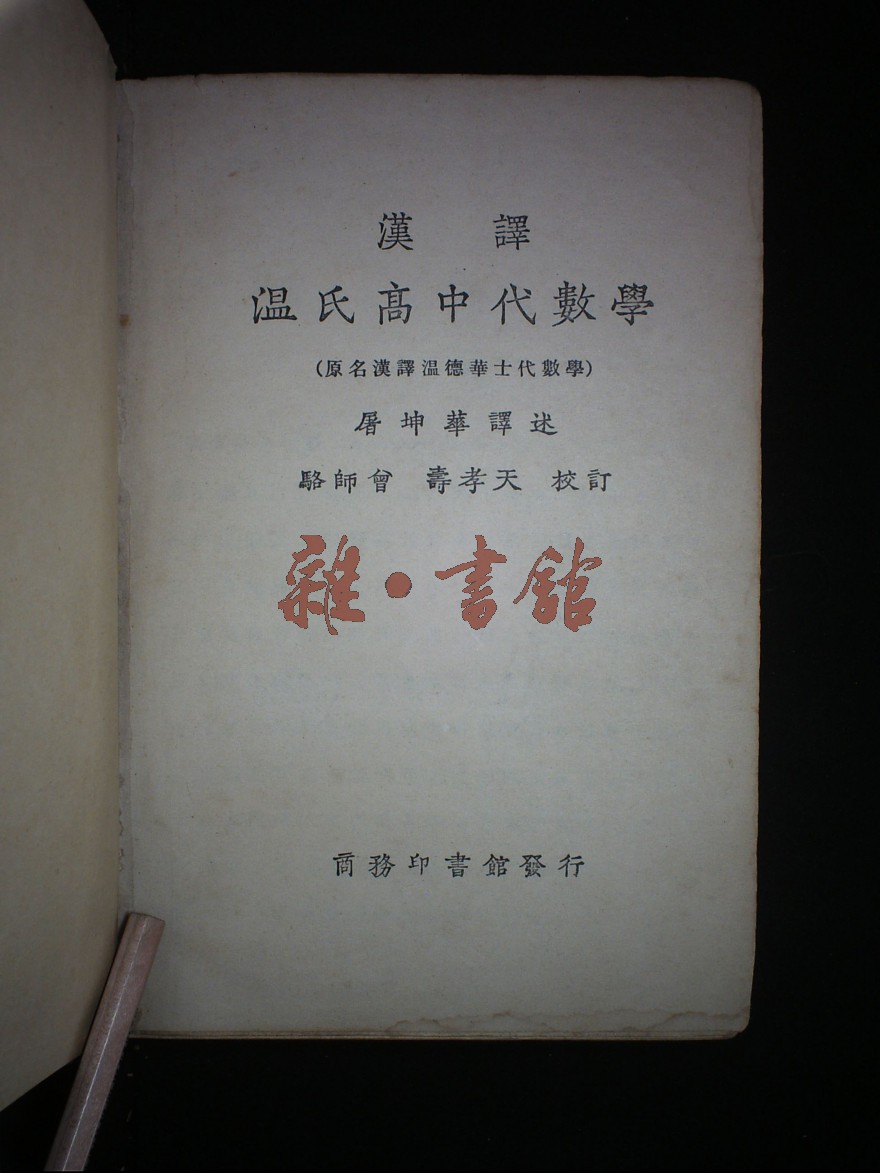 漢 譯
温氏高中代數學
(原名漢譯温德華士代數學)
屠坤華譯述
駱師曾 壽孝天 校訂
雜·書館
商務印書館發行